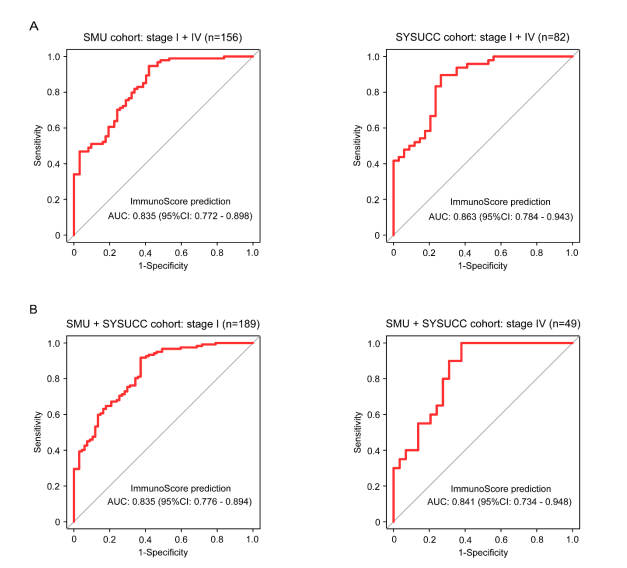 A
SMU cohort: stage I + IV (n=156)
1.0
0.8
0.6
0.4
0.2
0
Sensitivity
ImmunoScore prediction
AUC: 0.835 (95%CI: 0.772 - 0.898)
0 0.2 0.4 0.6 0.8 1.0
1-Specificity
SYSUCC cohort: stage I + IV (n=82)
1.0
0.8
0.6
0.4
0.2
0
Sensitivity
ImmunoScore prediction
AUC: 0.863 (95%CI: 0.784 - 0.943)
0 0.2 0.4 0.6 0.8 1.0
1-Specificity
B
SMU + SYSUCC cohort: stage I (n=189)
1.0
0.8
0.6
0.4
0.2
0
Sensitivity
ImmunoScore prediction
AUC: 0.835 (95%CI: 0.776 - 0.894)
0 0.2 0.4 0.6 0.8 1.0
1-Specificity
SMU + SYSUCC cohort: stage IV (n=49)
1.0
0.8
0.6
0.4
0.2
0
Sensitivity
ImmunoScore prediction
AUC: 0.841 (95%CI: 0.734 - 0.948)
0 0.2 0.4 0.6 0.8 1.0
1-Specificity